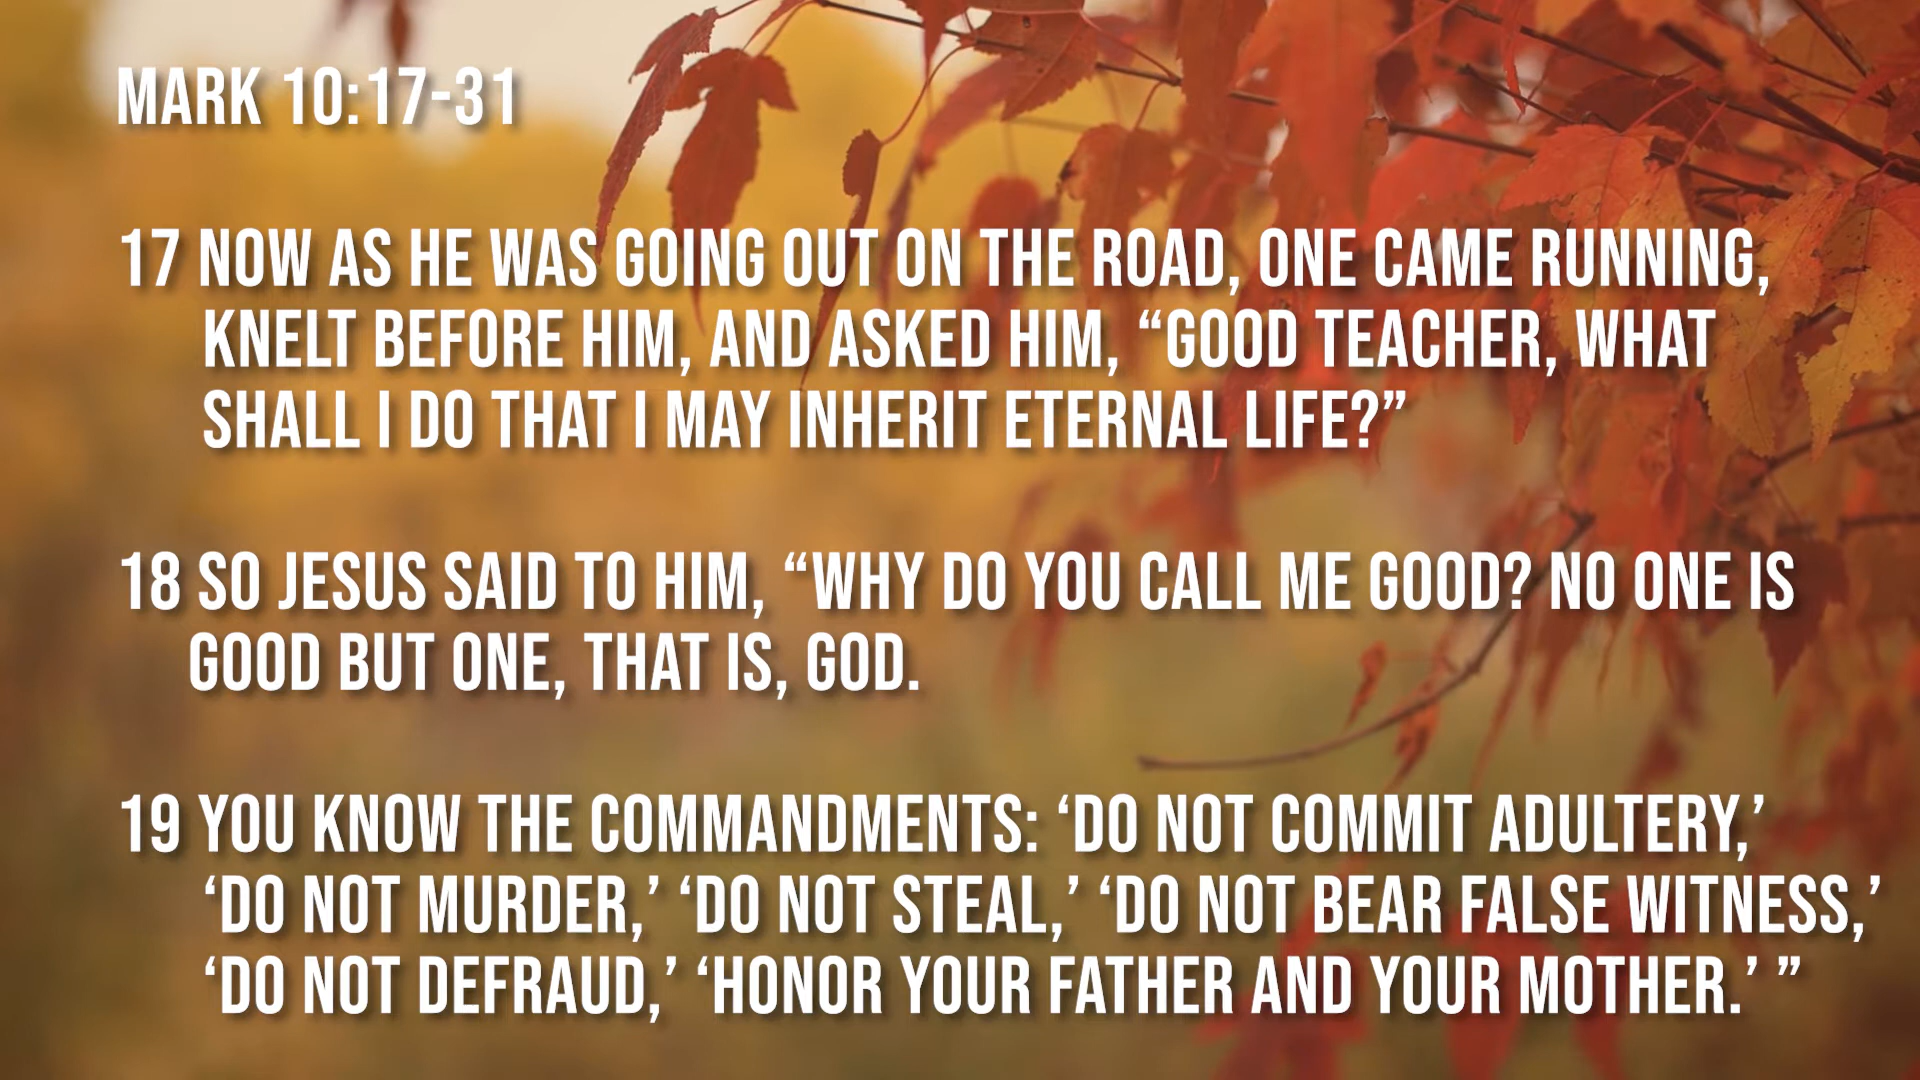 MARK 10:17-31
17 NOW AS HE WAS GOING OUT ON THE ROAD, ONE CAME RUNNING,
KNELT BEFORE HIM, AND ASKED HIM, “GOOD TEACHER, WHAT
SHALL I DO THAT I MAY INHERIT ETERNAL LIFE?”
18 SO JESUS SAID TO HIM, “WHY DO YOU CALL ME GOOD? NO ONE IS
GOOD BUT ONE, THAT IS, GOD.
19 YOU KNOW THE COMMANDMENTS: ‘DO NOT COMMIT ADULTERY,’
‘DO NOT MURDER,’ ‘DO NOT STEAL,’ ‘DO NOT BEAR FALSE WITNESS,’
‘DO NOT DEFRAUD,’ ‘HONOR YOUR FATHER AND YOUR MOTHER.’ ”